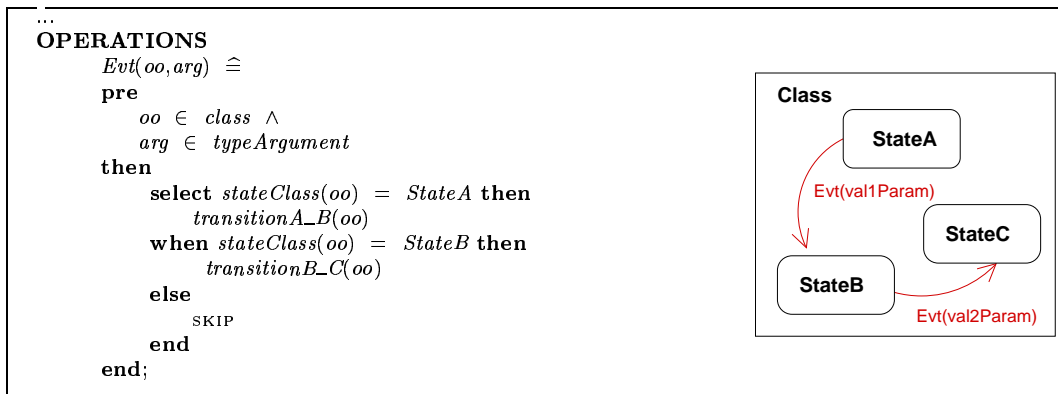 ...
OPERATIONS
Evt(oo,arg) ≙
pre
oo ∈ class ∧
arg ∈ typeArgument
then
select stateClass(oo) = StateA then
transitionA_B(oo)
when stateClass(oo) = StateB then
transitionB_C(oo)
else
SKIP
end
end;
Class
StateA
Evt(val1Param)
StateC
StateB
Evt(val2Param)